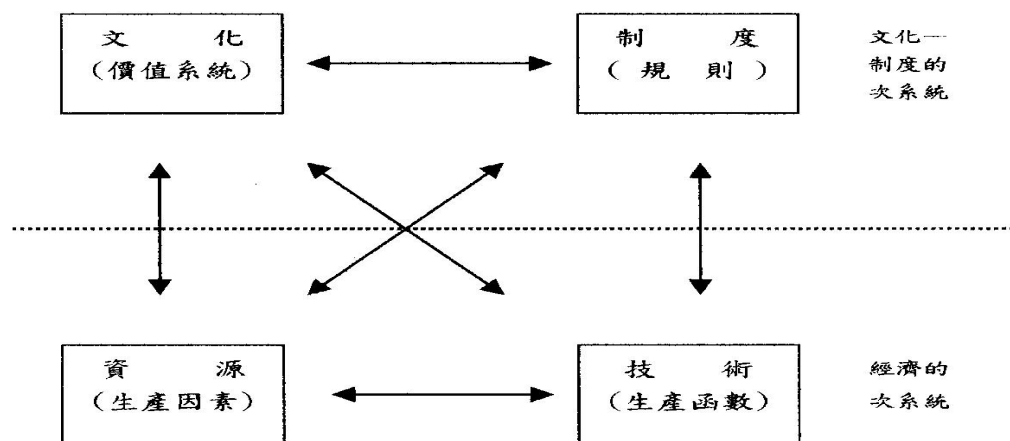 文化
（價值系統）
制度
（規則）
文化—
制度的
次系統
資源
（生產因素）
技術
（生產函數）
經濟的
次系統